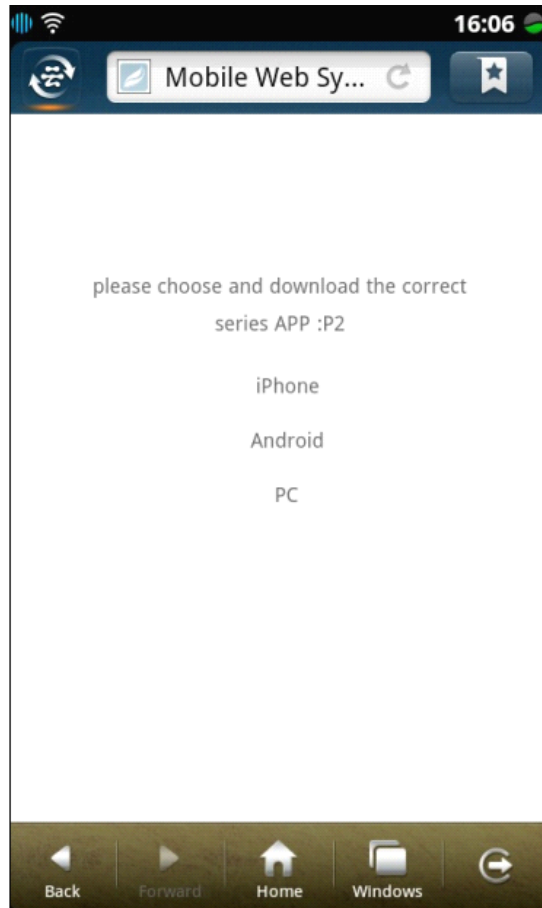 16:06
Mobile Web Sy...
please choose and download the correct
series APP :P2
iPhone
Android
PC
Back
Forward
Home
Windows